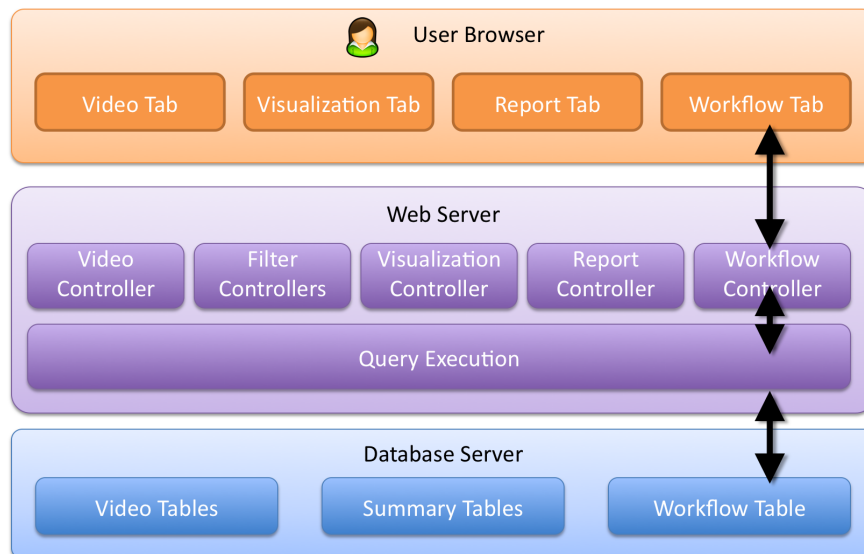 User Browser
Video Tab
Visualization Tab
Report Tab
Workflow Tab
Web Server
Video
Controller
Filter
Controllers
Visualization
Controller
Report
Controller
Workflow
Controller
Query Execution
Database Server
Video Tables
Summary Tables
Workflow Table